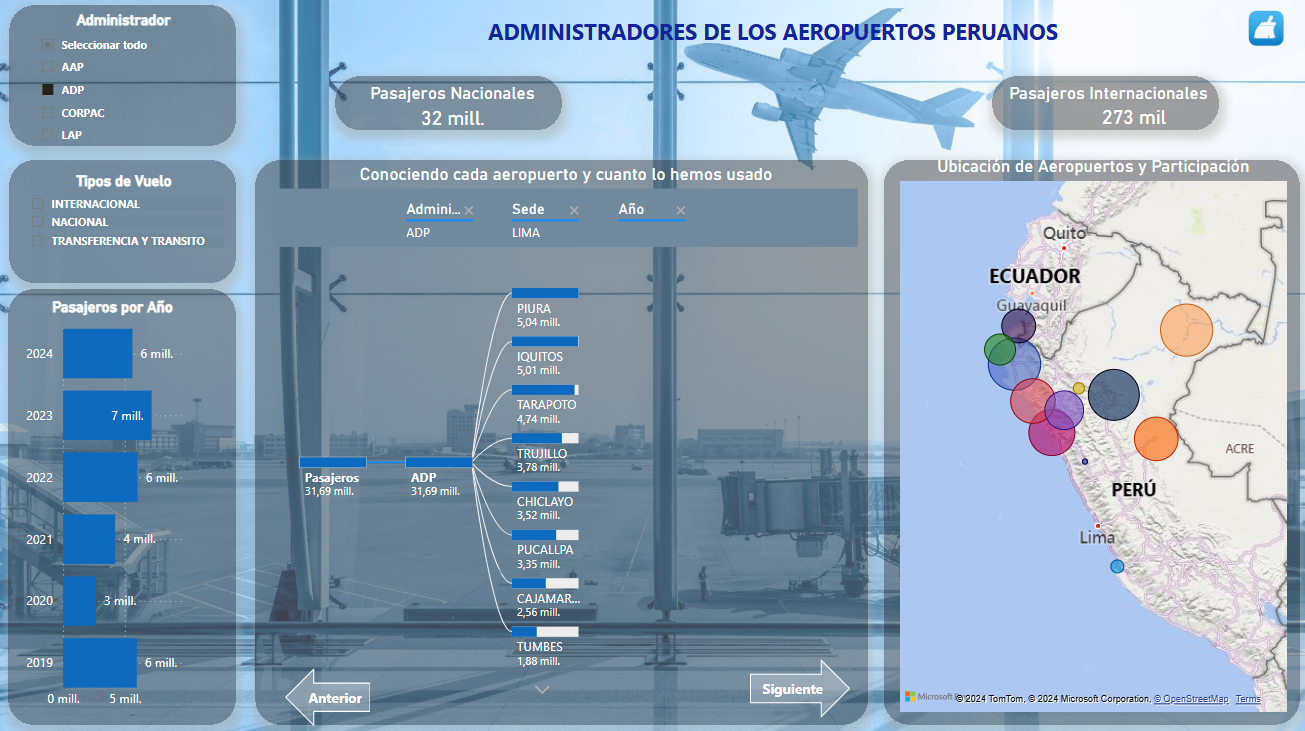 Administrador
Seleccionar todo
AAP
ADP
CORPAC
LAP
ADMINISTRADORES DE LOS AEROPUERTOS PERUANOS
Pasajeros Nacionales
32 mill.
Pasajeros Internacionales
273 mil
Tipos de Vuelo
INTERNACIONAL
NACIONAL
TRANSFERENCIA Y TRANSITO
Pasajeros por Año
2024
6 mill.
2023
7 mill.
2022
6 mill.
2021
4 mill.
2020
3 mill.
2019
6 mill.
0 mill.
5 mill.
Conociendo cada aeropuerto y cuanto lo hemos usado
Admini...
Sede
Año
ADP
LIMA
Pasajeros
31,69 mill.
ADP
31,69 mill.
PIURA
5,04 mill.
IQUITOS
5,01 mill.
TARAPOTO
4,74 mill.
TRUJILLO
3,78 mill.
CHICLAYO
3,52 mill.
PUCALLPA
3,35 mill.
CAJAMAR...
2,56 mill.
TUMBES
1,88 mill.
Anterior
Siguiente
Ubicación de Aeropuertos y Participación
Quito
ECUADOR
Guayaquil
ACRE
PERÚ
Lima
Microsoft
© 2024 TomTom, © 2024 Microsoft Corporation, © OpenStreetMap Terms